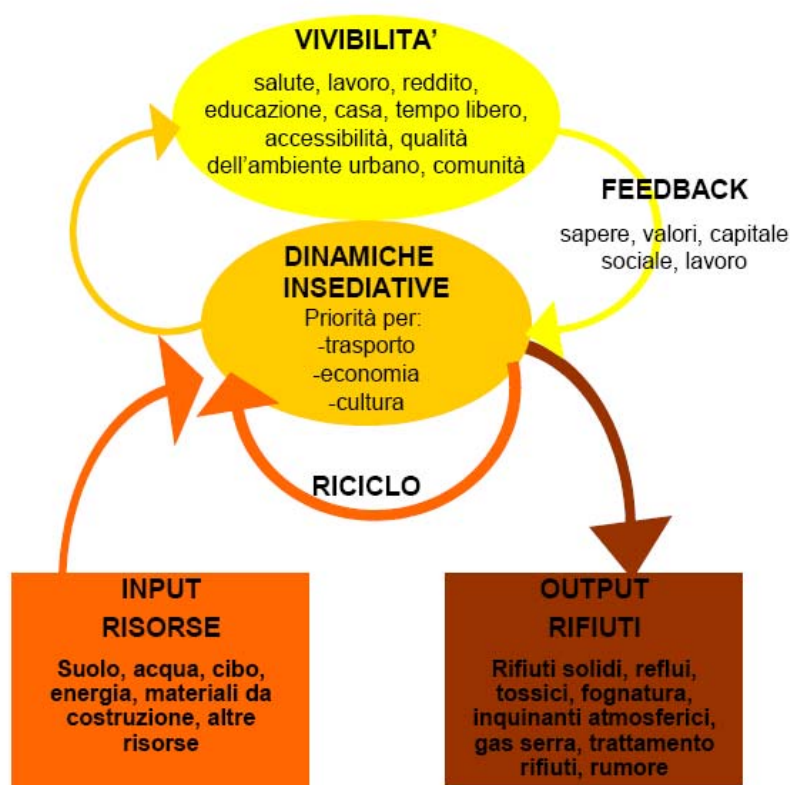 VIVIBILITA’
salute, lavoro, reddito,
educazione, casa, tempo libero,
accessibilità, qualità
dell’ambiente urbano, comunità
FEEDBACK
sapere, valori, capitale
sociale, lavoro
DINAMICHE
INSEDIATIVE
Priorità per:
-trasporto
-economia
-cultura
RICICLO
INPUT
RISORSE
Suolo, acqua, cibo,
energia, materiali da
costruzione, altre
risorse
OUTPUT
RIFIUTI
Rifiuti solidi, reflui,
tossici, fognatura,
inquinanti atmosferici,
gas serra, trattamento
rifiuti, rumore